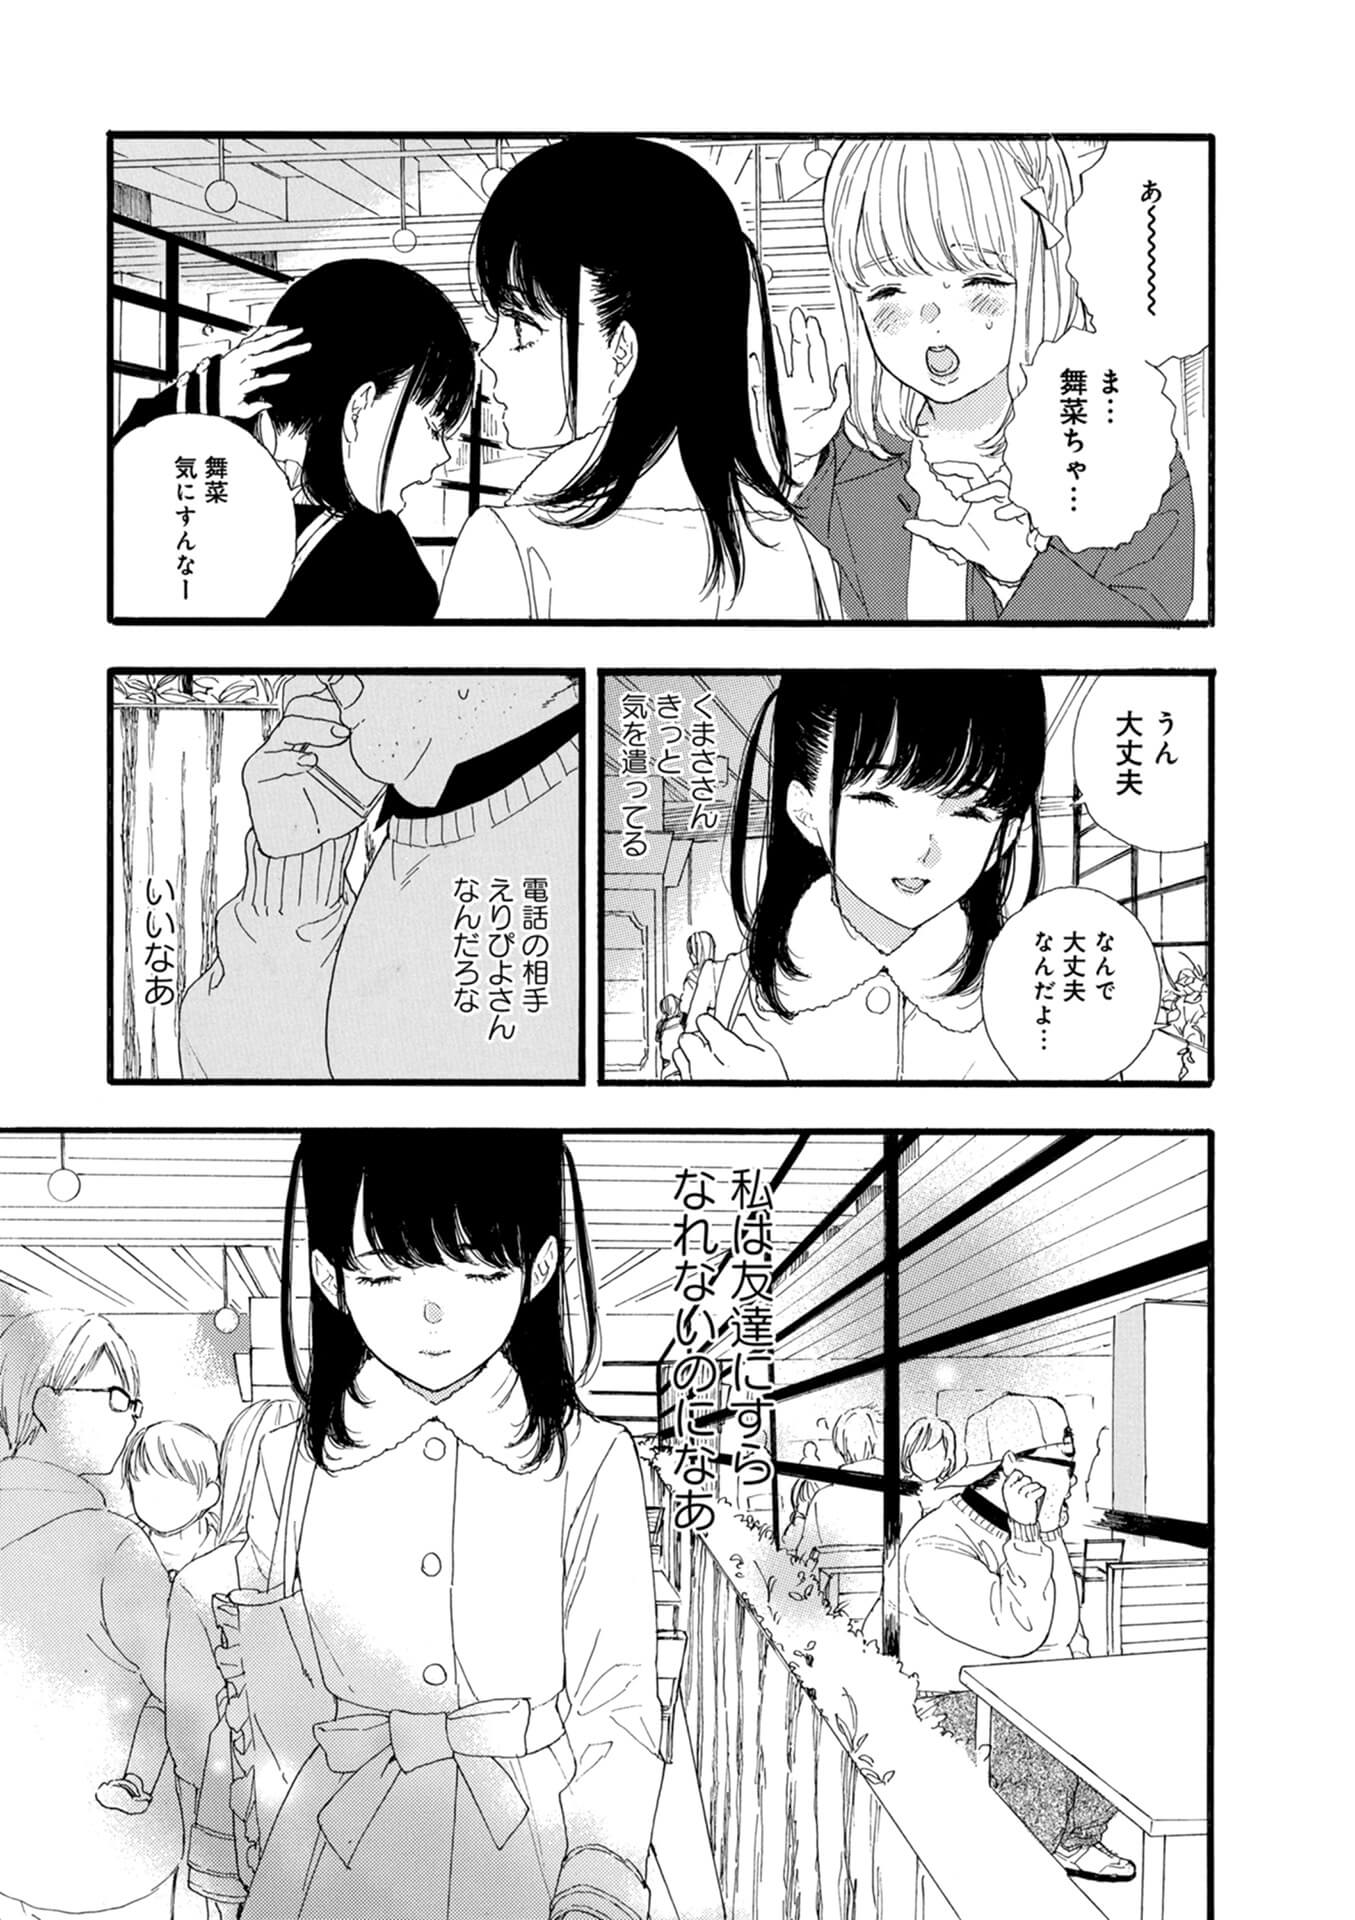 あ〜〜〜〜
ま…
舞菜ちゃ…
舞菜
気にすんなー
うん
大丈夫
なんで
大丈夫
なんだよ…
くまささん
きっと
気を遣ってる
電話の相手
えりぴよさん
なんだろな
いいなあ
私は友達にすら
なれないのになあ